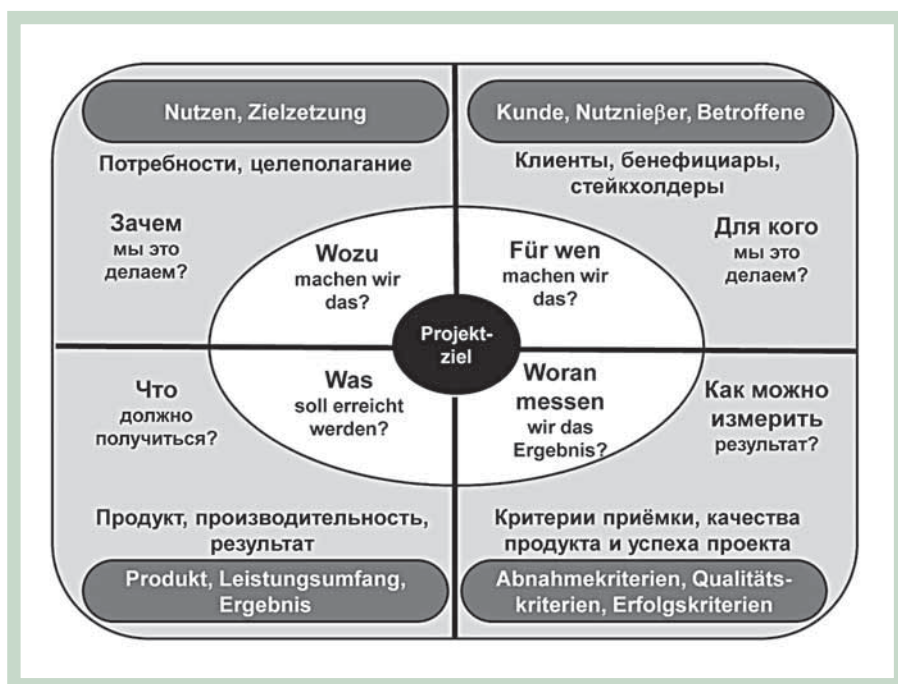 Nutzen, Zielzetzung
Потребности, целеполагание
Зачем
мы это
делаем?
Wozu
machen wir
das?
Kunde, Nutznieβer, Betroffene
Клиенты, бенефициары,
стейкхолдеры
Für wen
machen wir
das?
Для кого
мы это
делаем?
Projekt-
ziel
Что
должно
получиться?
Was
soll erreicht
werden?
Продукт, производительность,
результат
Produkt, Leistungsumfang,
Ergebnis
Woran
messen
wir das
Ergebnis?
Как можно
измерить
результат?
Критерии приёмки, качества
продукта и успеха проекта
Abnahmekriterien, Qualitäts-
kriterien, Erfolgskriterien